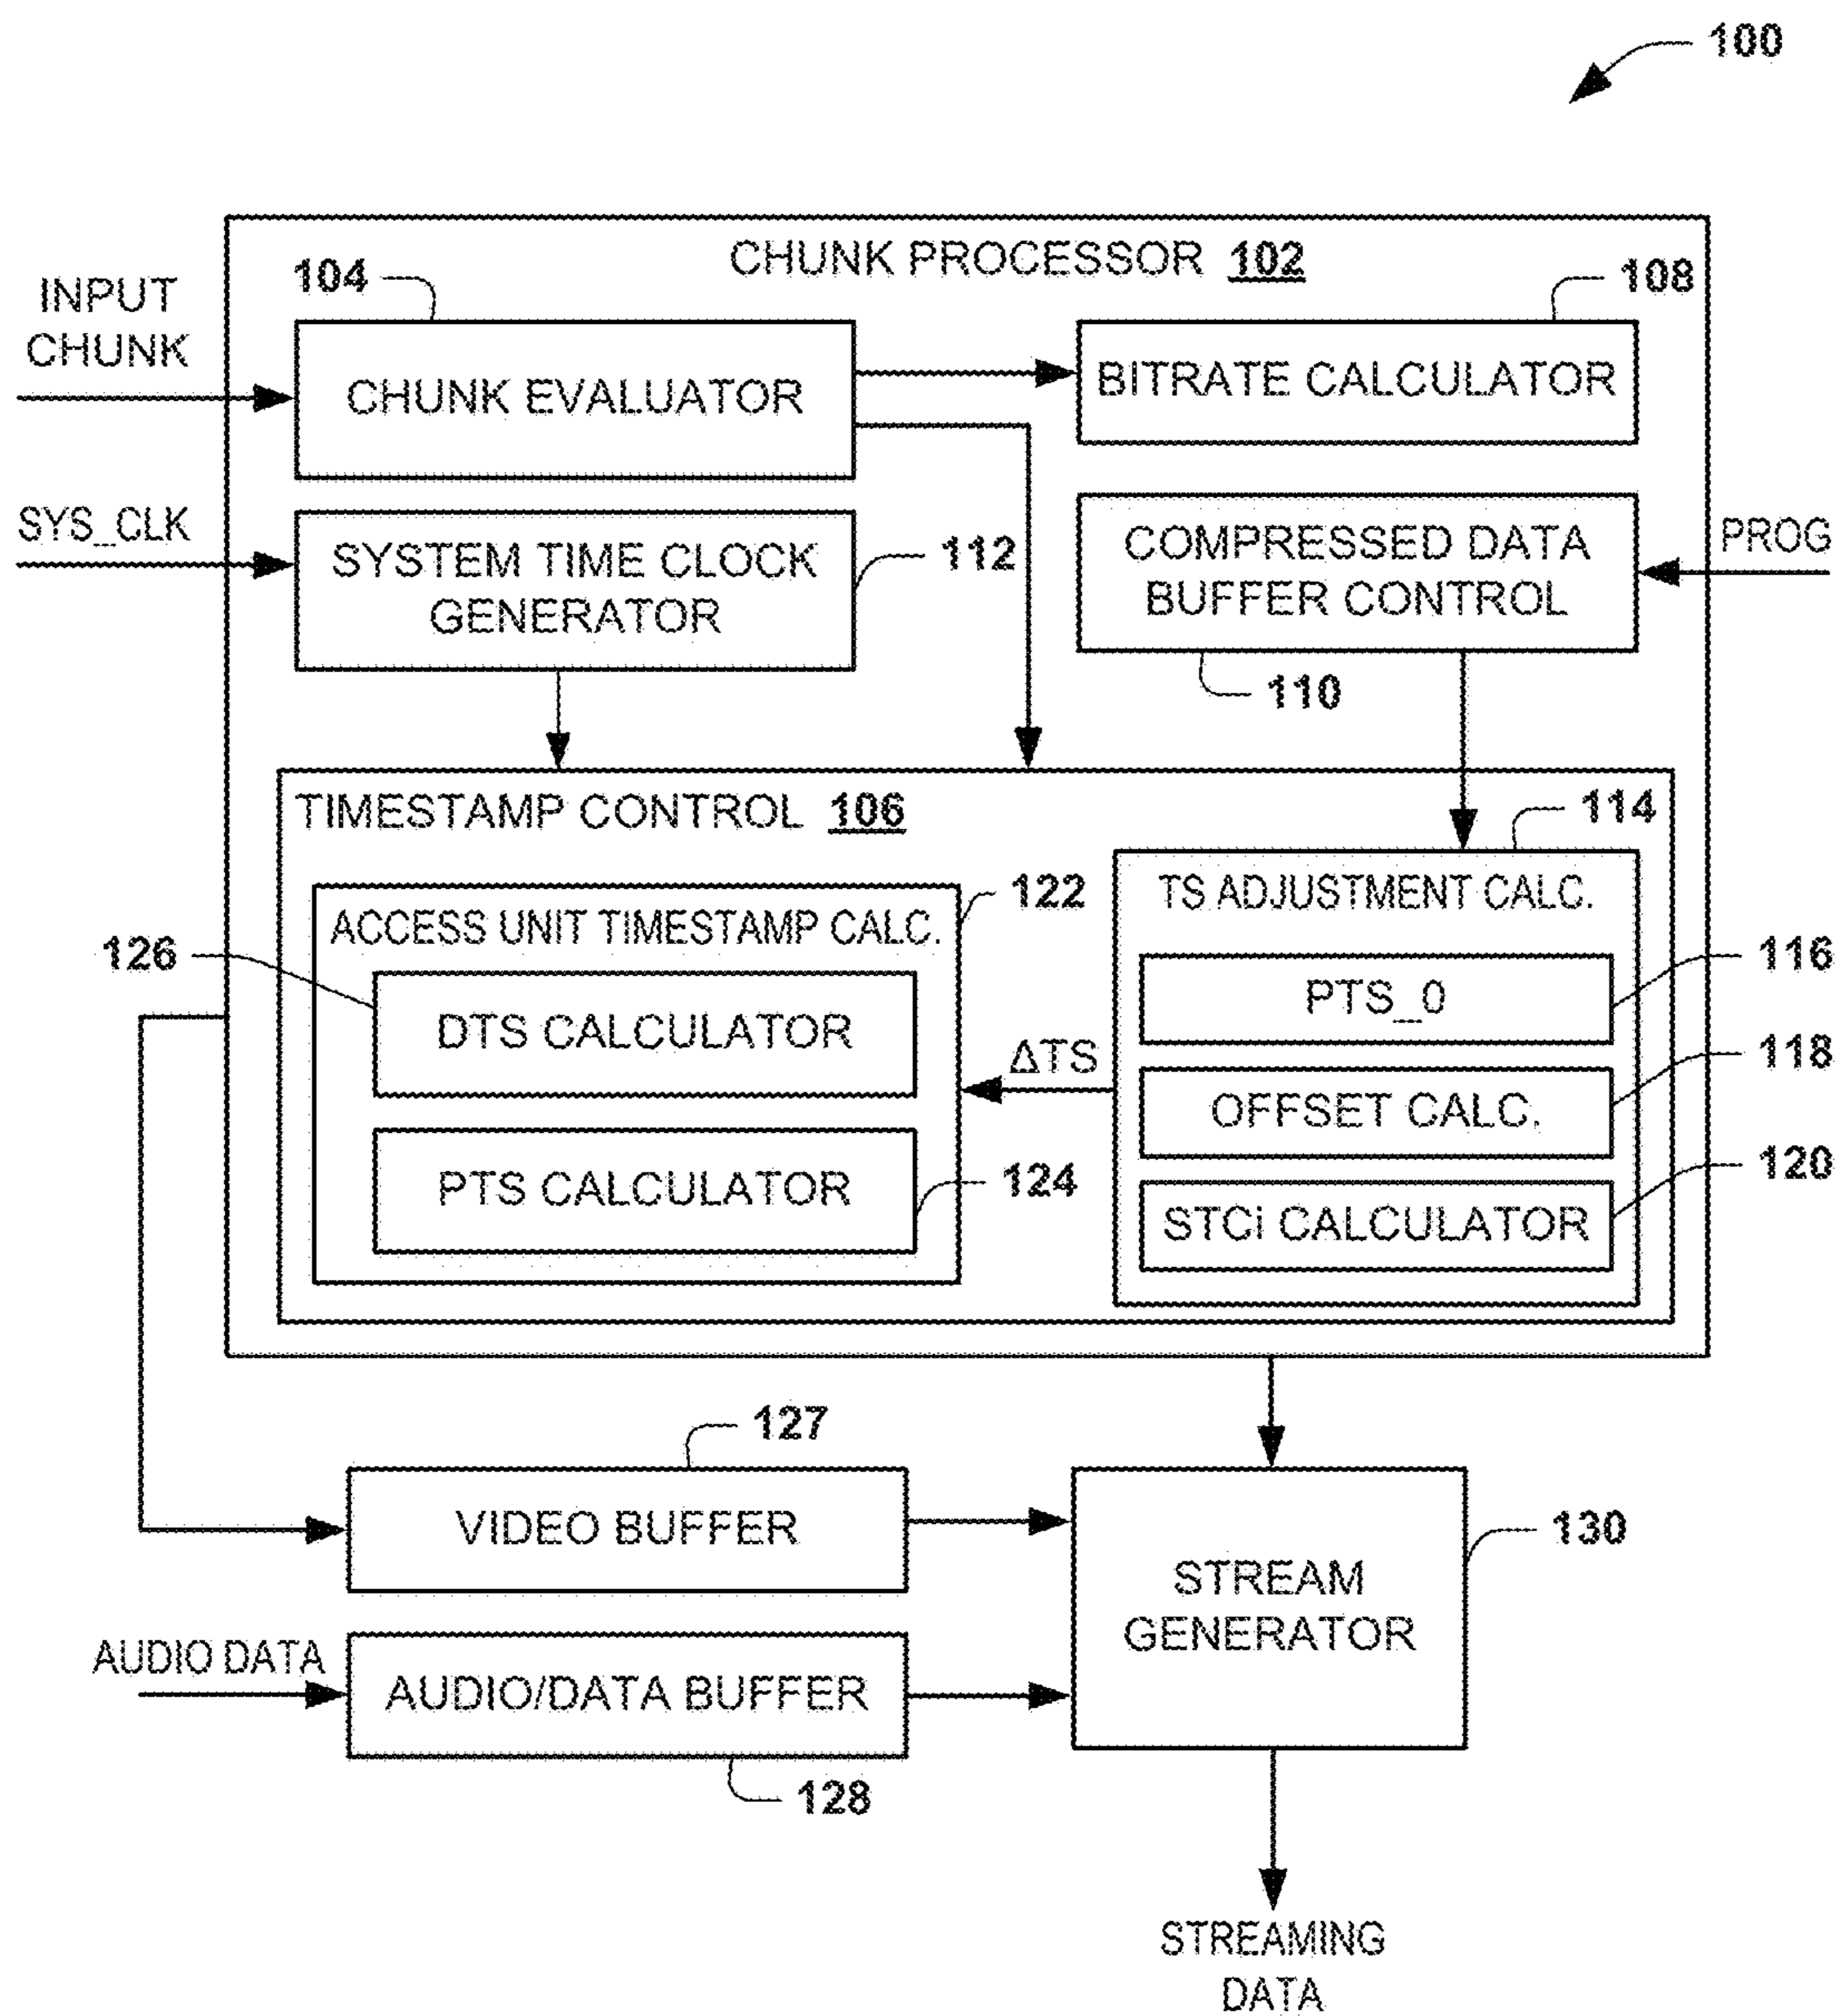 100
CHUNK PROCESSOR 102
104
108
INPUT
CHUNK
CHUNK EVALUATOR
BITRATE CALCULATOR
SYS_CLK
SYSTEM TIME CLOCK
GENERATOR
112
COMPRESSED DATA
BUFFER CONTROL
PROG
110
TIMESTAMP CONTROL 106
114
122
ACCESS UNIT TIMESTAMP CALC.
TS ADJUSTMENT CALC.
126
DTS CALCULATOR
PTS_0
116
ΔTS
OFFSET CALC.
118
PTS CALCULATOR
124
STCi CALCULATOR
120
127
VIDEO BUFFER
STREAM
GENERATOR
130
AUDIO DATA
AUDIO/DATA BUFFER
128
STREAMING
DATA